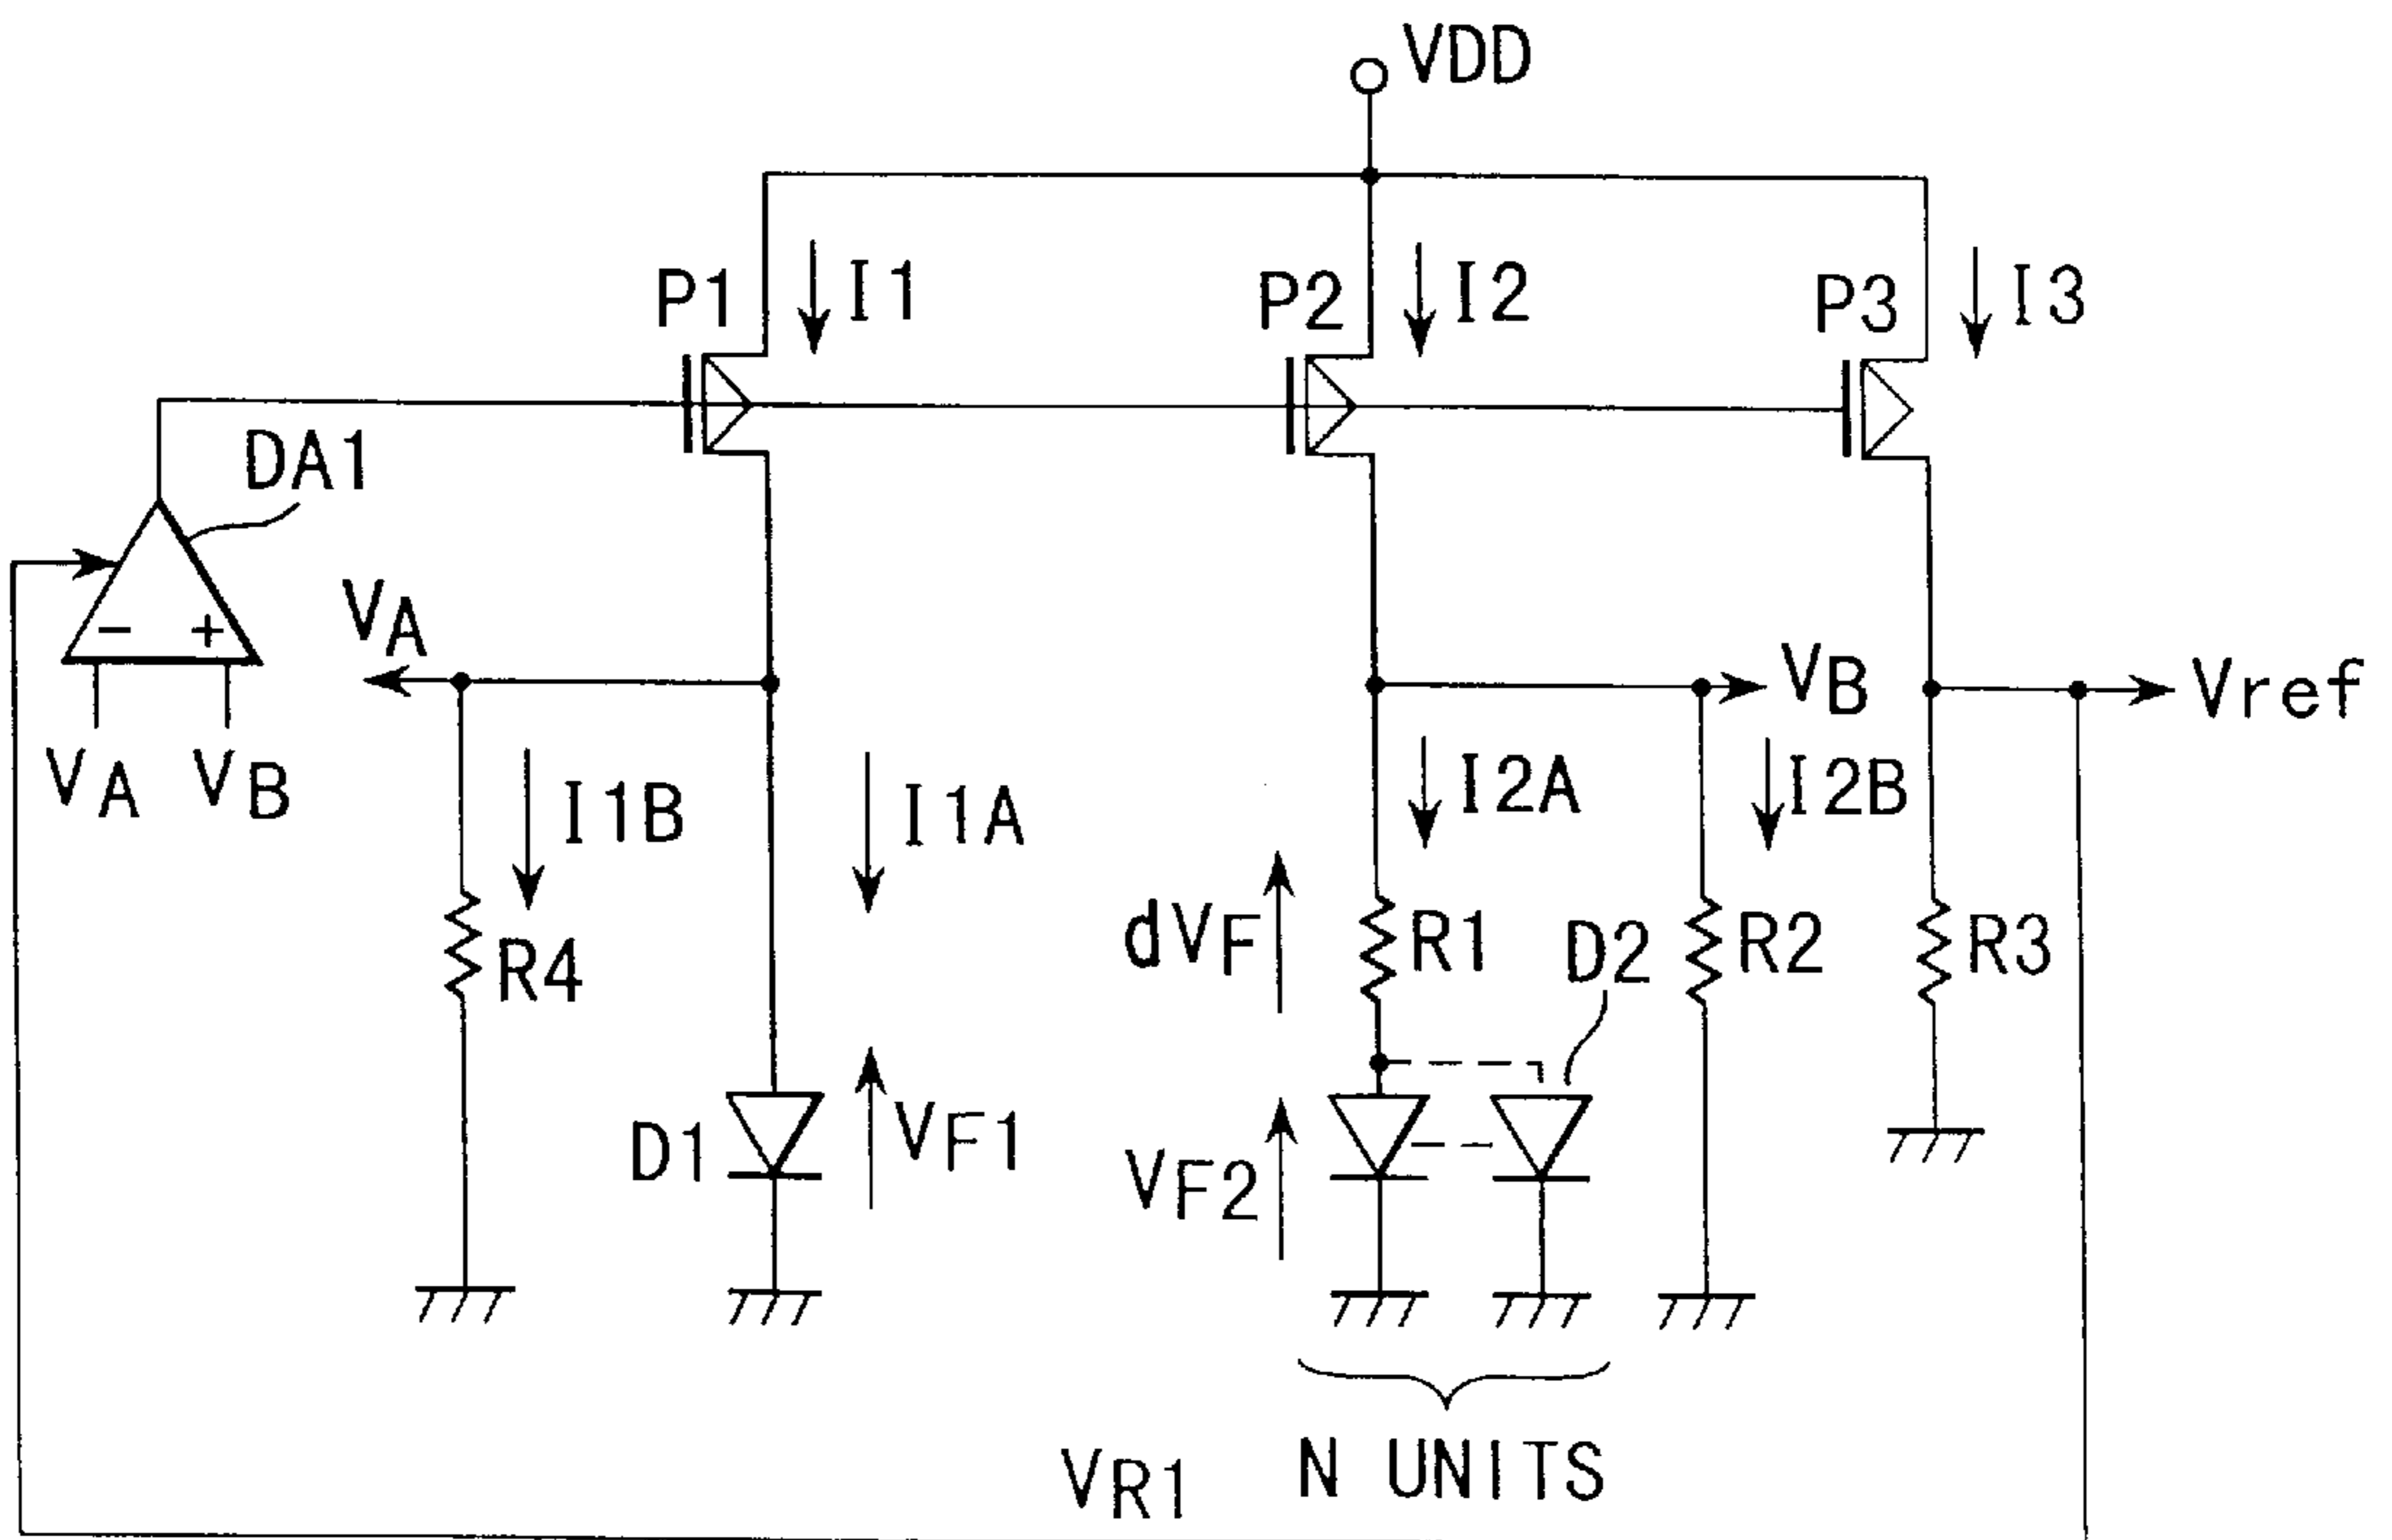 VDD
P1 I1 P2 I2 P3 I3
DA1
- +
VA VB
VA
VB
Vref
I1B I1A I2A I2B
R4 dVF R1 D2 R2 R3
D1 VF1 VF2
N UNITS
VR1